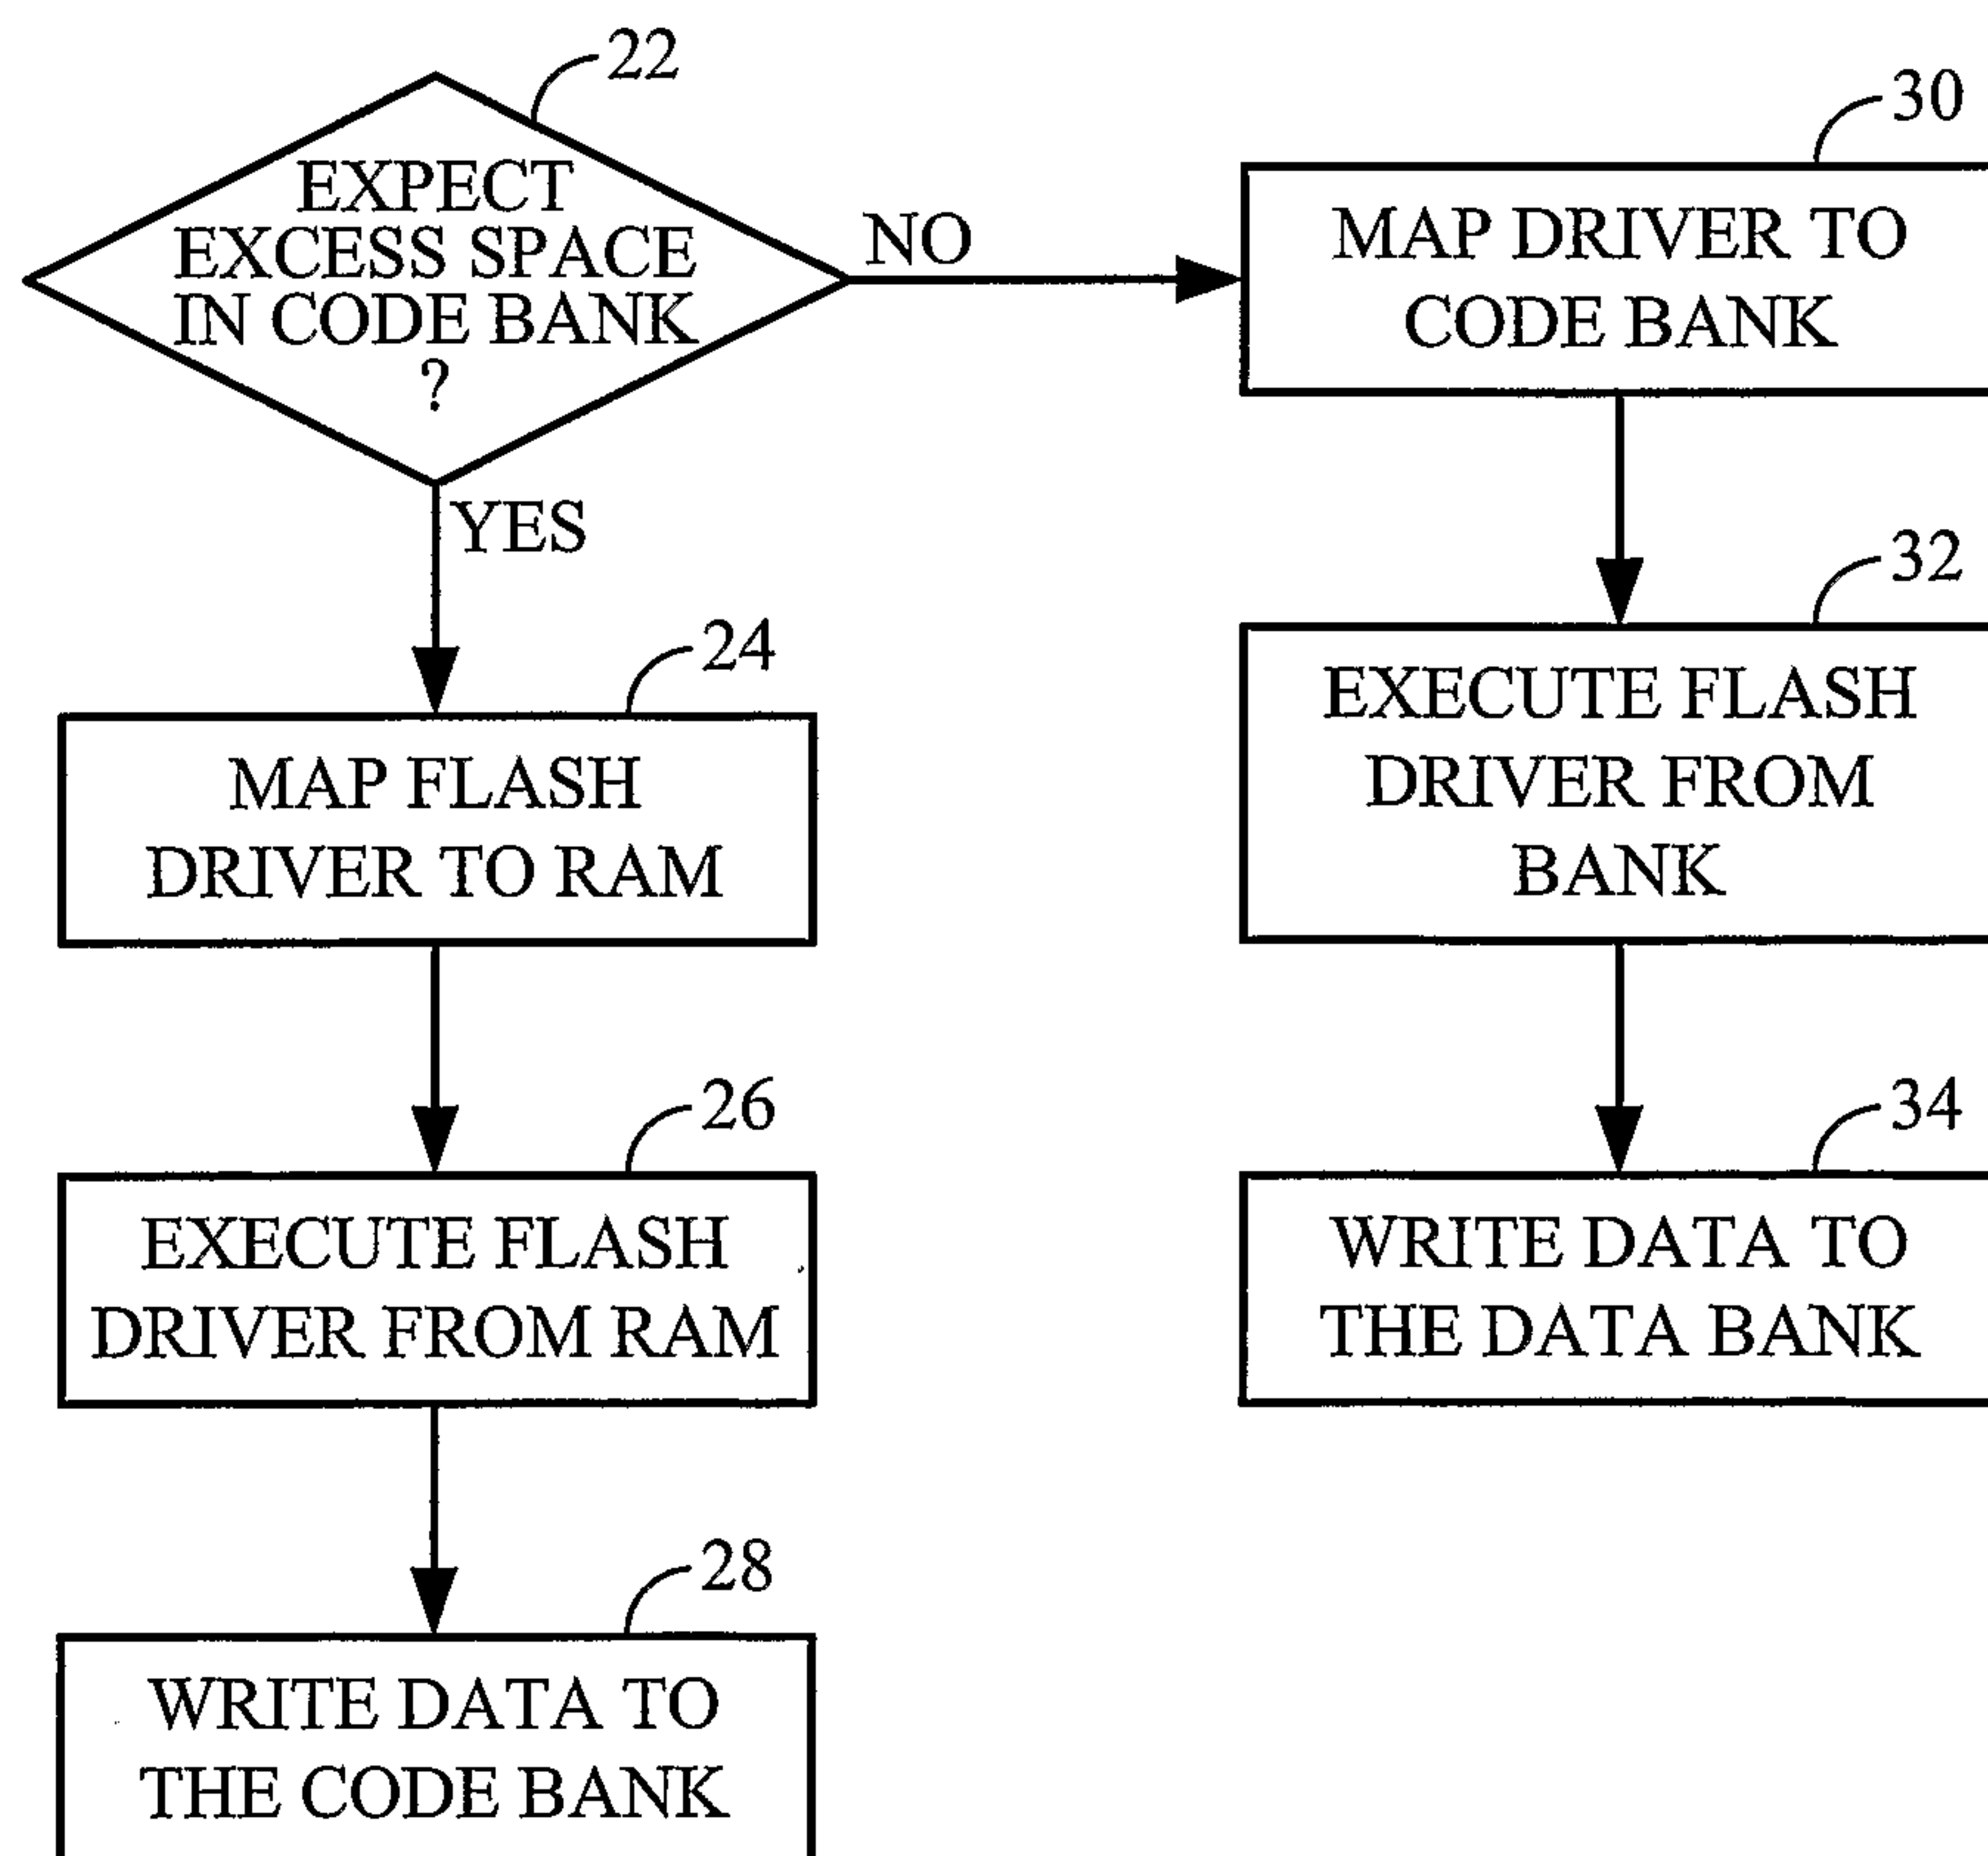 22
EXPECT
EXCESS SPACE
IN CODE BANK
?
NO
YES
24
MAP FLASH
DRIVER TO RAM
26
EXECUTE FLASH
DRIVER FROM RAM
28
WRITE DATA TO
THE CODE BANK
30
MAP DRIVER TO
CODE BANK
32
EXECUTE FLASH
DRIVER FROM
BANK
34
WRITE DATA TO
THE DATA BANK